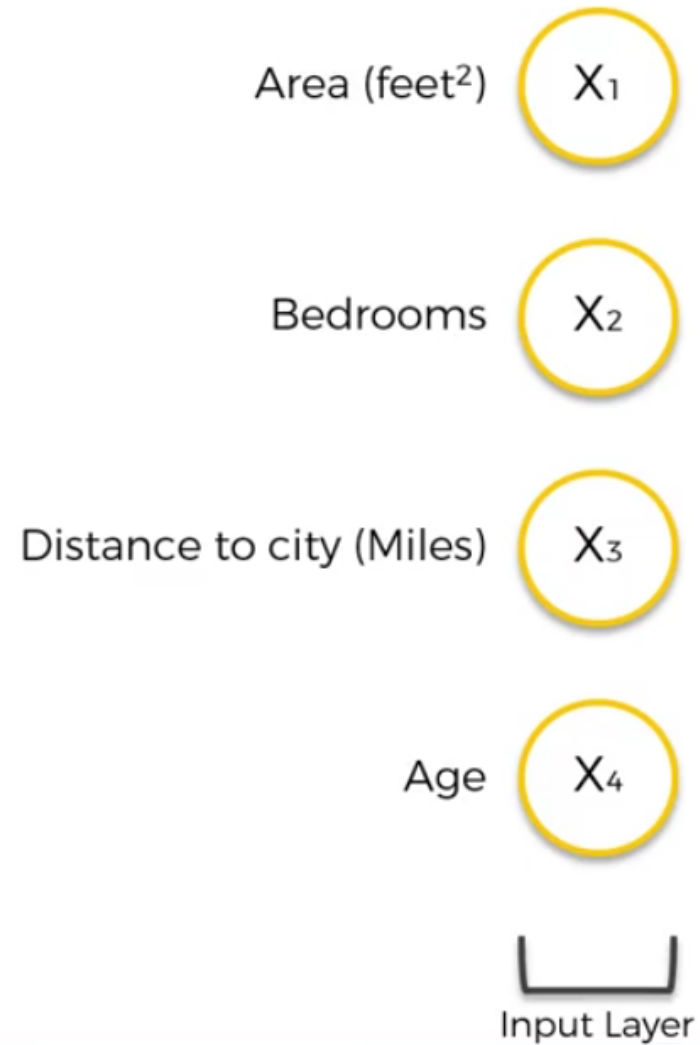 Area (feet²) X₁
Bedrooms X₂
Distance to city (Miles) X₃
Age X₄
Input Layer